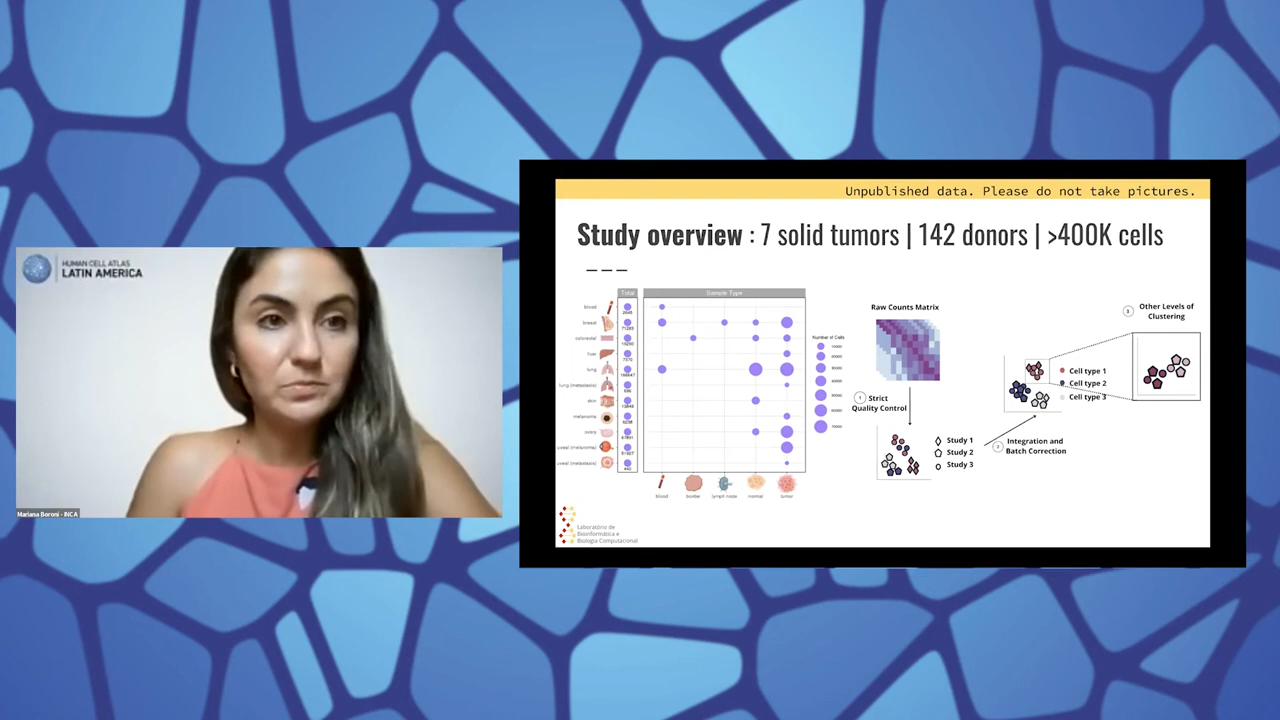 HUMAN CELL ATLAS
LATIN AMERICA
Mariana Boroni - INCA
Unpublished data. Please do not take pictures.
Study overview : 7 solid tumors | 142 donors | >400K cells
Total
Sample Type
blood
breast
colorectal
liver
lung
lung (metastasis)
skin
melanoma
ovary
uveal (melanoma)
uveal (metastasis)
blood
border
lymph node
normal
tumor
Number of Cells
Raw Counts Matrix
1 Strict
Quality Control
Study 1
Study 2
Study 3
2 Integration and
Batch Correction
Cell type 1
Cell type 2
Cell type 3
3 Other Levels of
Clustering
Laboratório de
Bioinformática e
Biologia Computacional